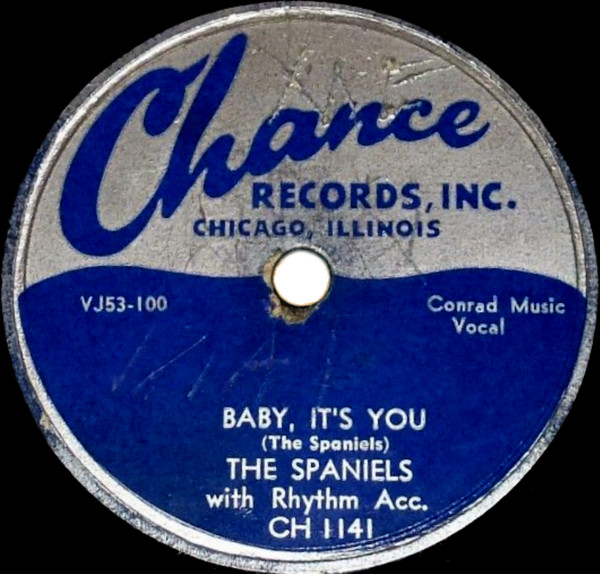 Chance
RECORDS, INC.
CHICAGO, ILLINOIS
VJ53-100
Conrad Music
Vocal
BABY, IT'S YOU
(The Spaniels)
THE SPANIELS
with Rhythm Acc.
CH 1141